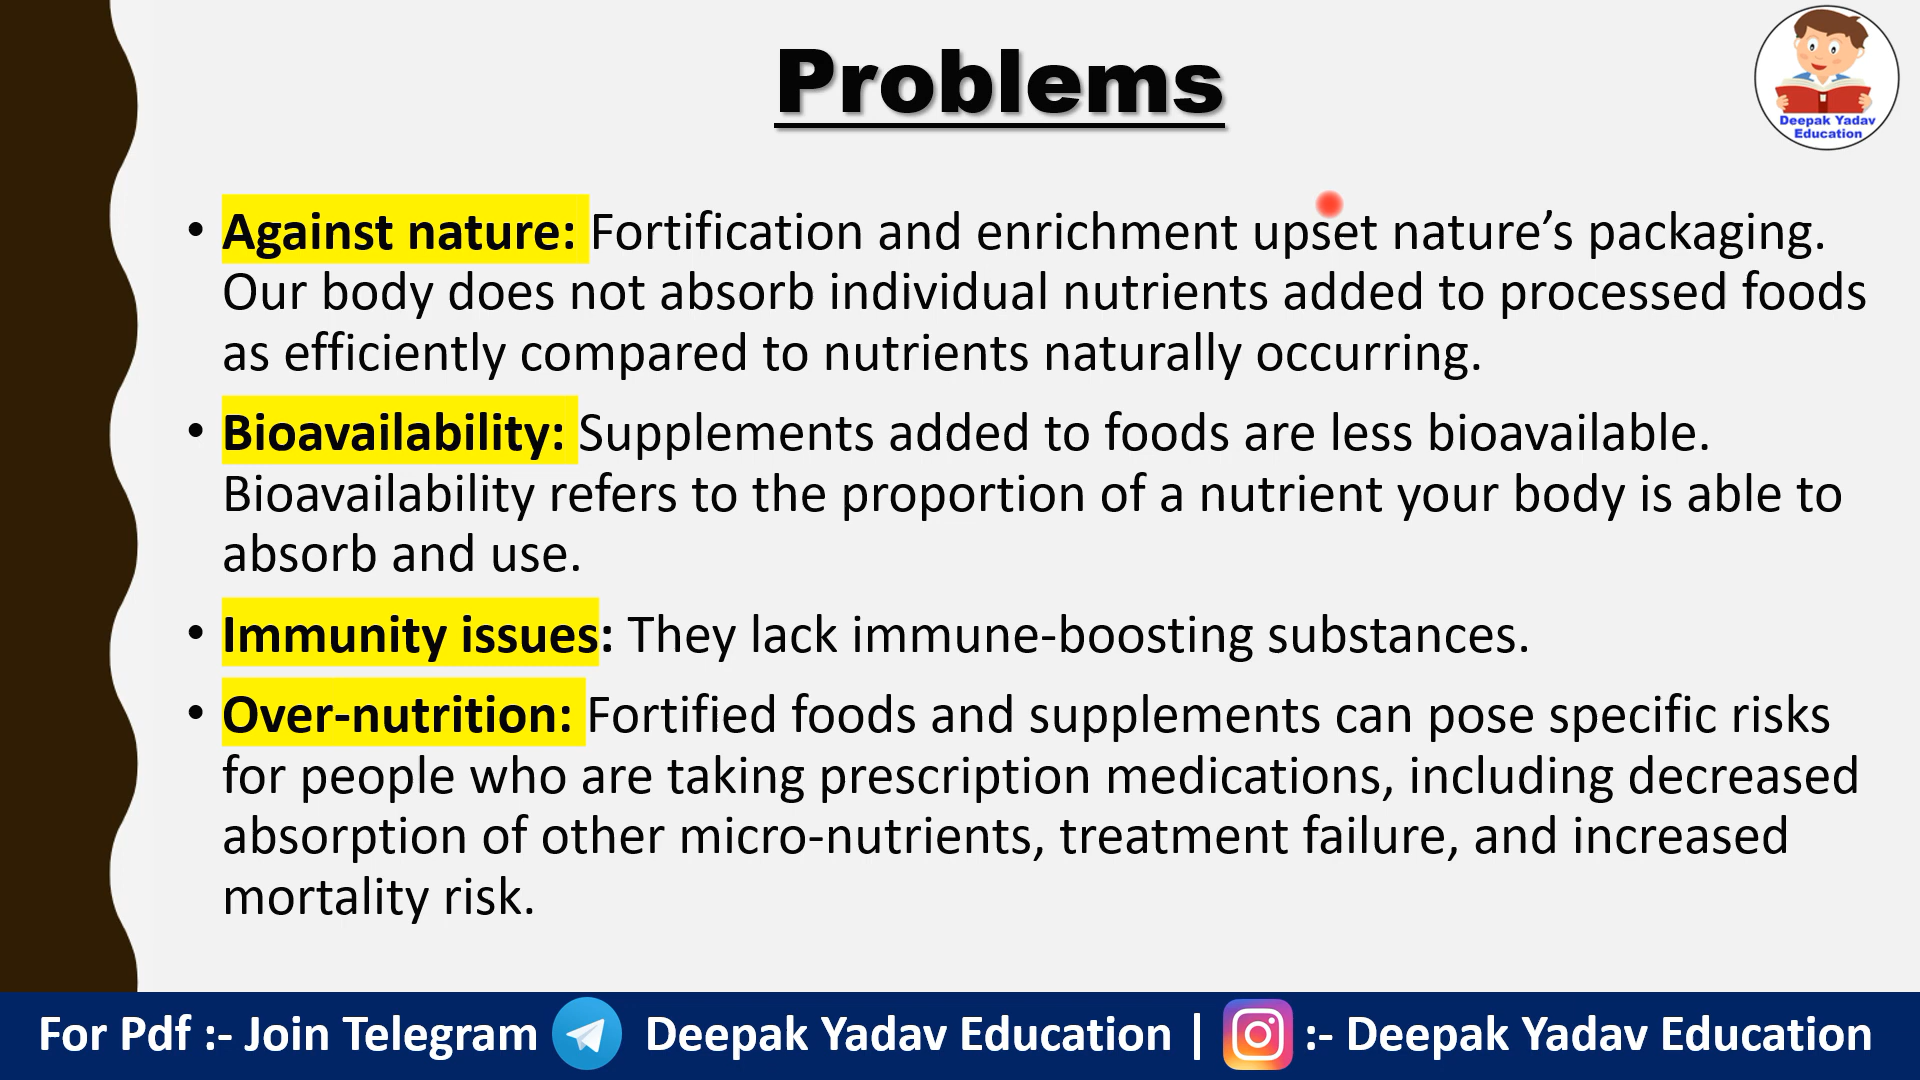 Problems
Deepak Yadav
Education
• Against nature: Fortification and enrichment upset nature’s packaging.
Our body does not absorb individual nutrients added to processed foods
as efficiently compared to nutrients naturally occurring.
• Bioavailability: Supplements added to foods are less bioavailable.
Bioavailability refers to the proportion of a nutrient your body is able to
absorb and use.
• Immunity issues: They lack immune-boosting substances.
• Over-nutrition: Fortified foods and supplements can pose specific risks
for people who are taking prescription medications, including decreased
absorption of other micro-nutrients, treatment failure, and increased
mortality risk.
For Pdf :- Join Telegram Deepak Yadav Education | :- Deepak Yadav Education